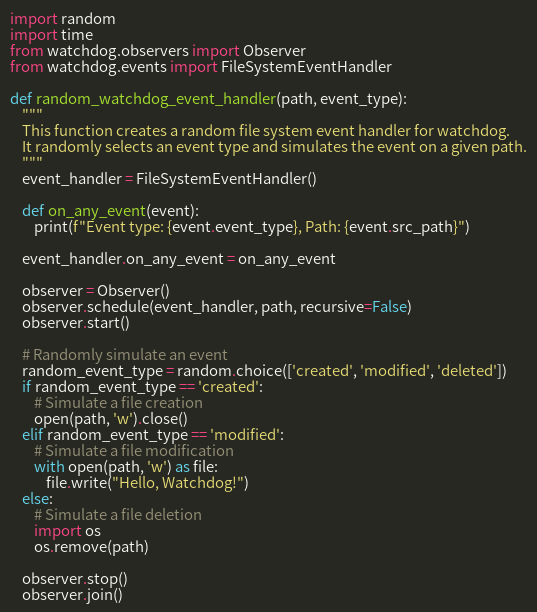 import random
import time
from watchdog.observers import Observer
from watchdog.events import FileSystemEventHandler

def random_watchdog_event_handler(path, event_type):
    """
    This function creates a random file system event handler for watchdog.
    It randomly selects an event type and simulates the event on a given path.
    """
    event_handler = FileSystemEventHandler()

    def on_any_event(event):
        print(f"Event type: {event.event_type}, Path: {event.src_path}")

    event_handler.on_any_event = on_any_event

    observer = Observer()
    observer.schedule(event_handler, path, recursive=False)
    observer.start()

    # Randomly simulate an event
    random_event_type = random.choice(['created', 'modified', 'deleted'])
    if random_event_type == 'created':
        # Simulate a file creation
        open(path, 'w').close()
    elif random_event_type == 'modified':
        # Simulate a file modification
        with open(path, 'w') as file:
            file.write("Hello, Watchdog!")
    else:
        # Simulate a file deletion
        import os
        os.remove(path)

    observer.stop()
    observer.join()